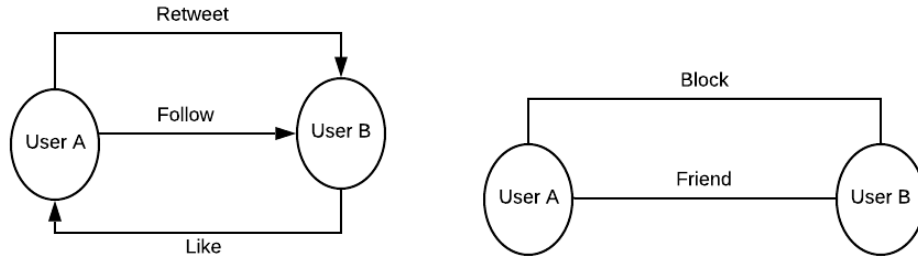 Retweet
User A
Follow
User B
Like
Block
User A
Friend
User B